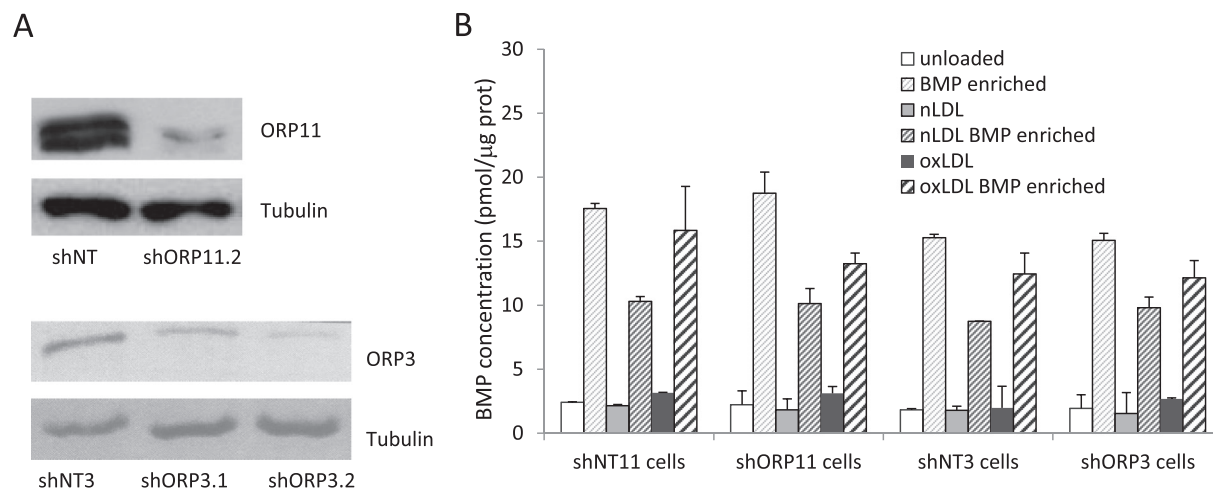 A
ORP11
Tubulin
shNT shORP11.2
ORP3
Tubulin
shNT3 shORP3.1 shORP3.2
B
BMP concentration (pmol/µg prot)
30
25
20
15
10
5
0
unloaded
BMP enriched
nLDL
nLDL BMP enriched
oxLDL
oxLDL BMP enriched
shNT11 cells shORP11 cells shNT3 cells shORP3 cells